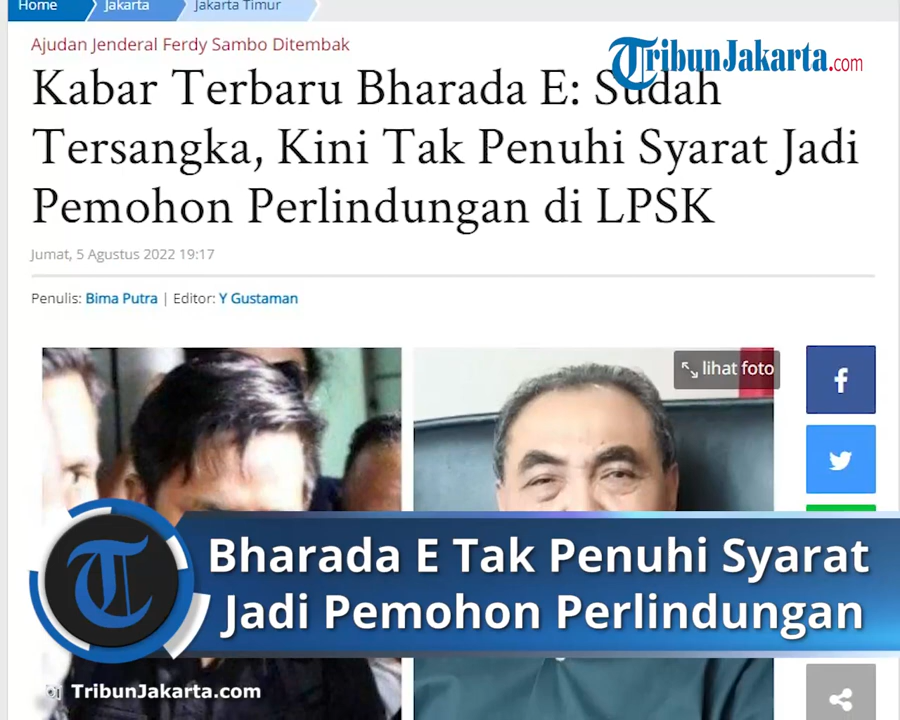 Home
Jakarta
Jakarta Timur
Ajudan Jenderal Ferdy Sambo Ditembak
TribunJakarta.com
Kabar Terbaru Bharada E: Sudah
Tersangka, Kini Tak Penuhi Syarat Jadi
Pemohon Perlindungan di LPSK
Jumat, 5 Agustus 2022 19:17
Penulis: Bima Putra | Editor: Y Gustaman
lihat foto
Bharada E Tak Penuhi Syarat
Jadi Pemohon Perlindungan
TribunJakarta.com